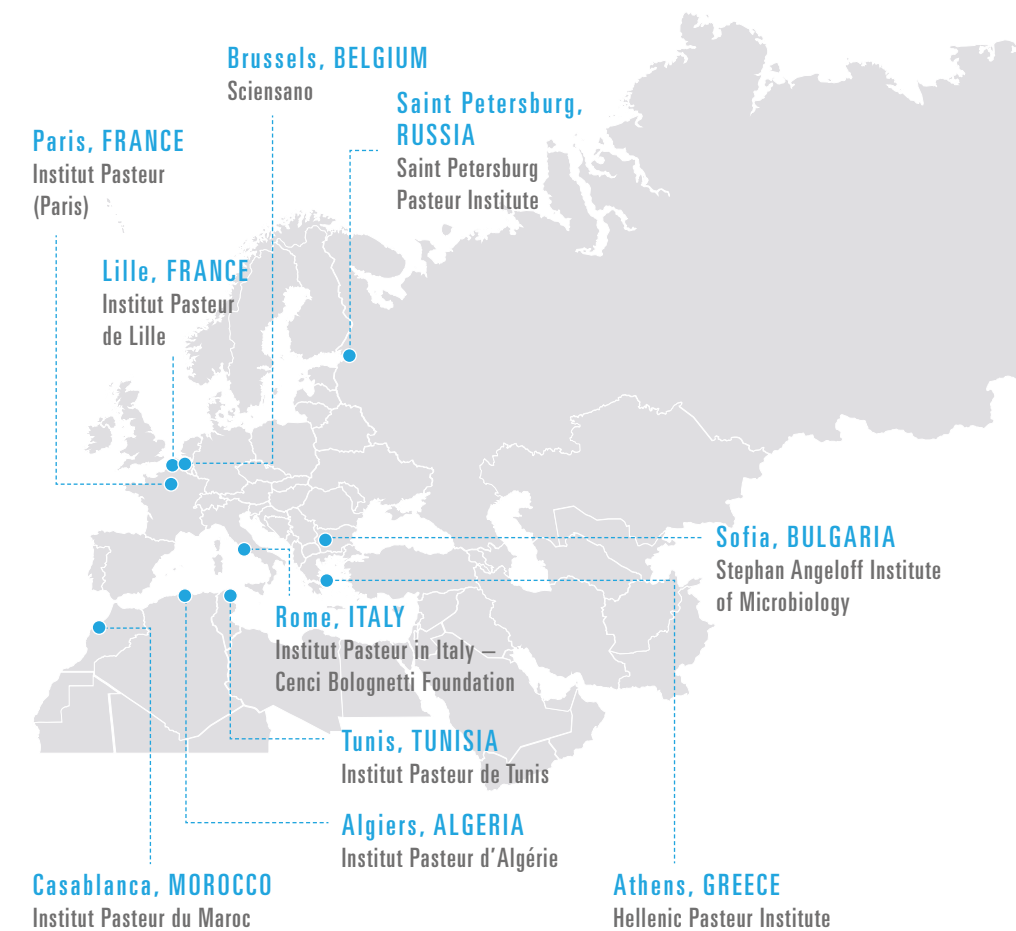 Brussels, BELGIUM
Sciensano
Saint Petersburg,
RUSSIA
Saint Petersburg
Pasteur Institute
Paris, FRANCE
Institut Pasteur
(Paris)
Lille, FRANCE
Institut Pasteur
de Lille
Sofia, BULGARIA
Stephan Angeloff Institute
of Microbiology
Rome, ITALY
Institut Pasteur in Italy –
Cenci Bolognetti Foundation
Tunis, TUNISIA
Institut Pasteur de Tunis
Algiers, ALGERIA
Institut Pasteur d’Algérie
Casablanca, MOROCCO
Institut Pasteur du Maroc
Athens, GREECE
Hellenic Pasteur Institute